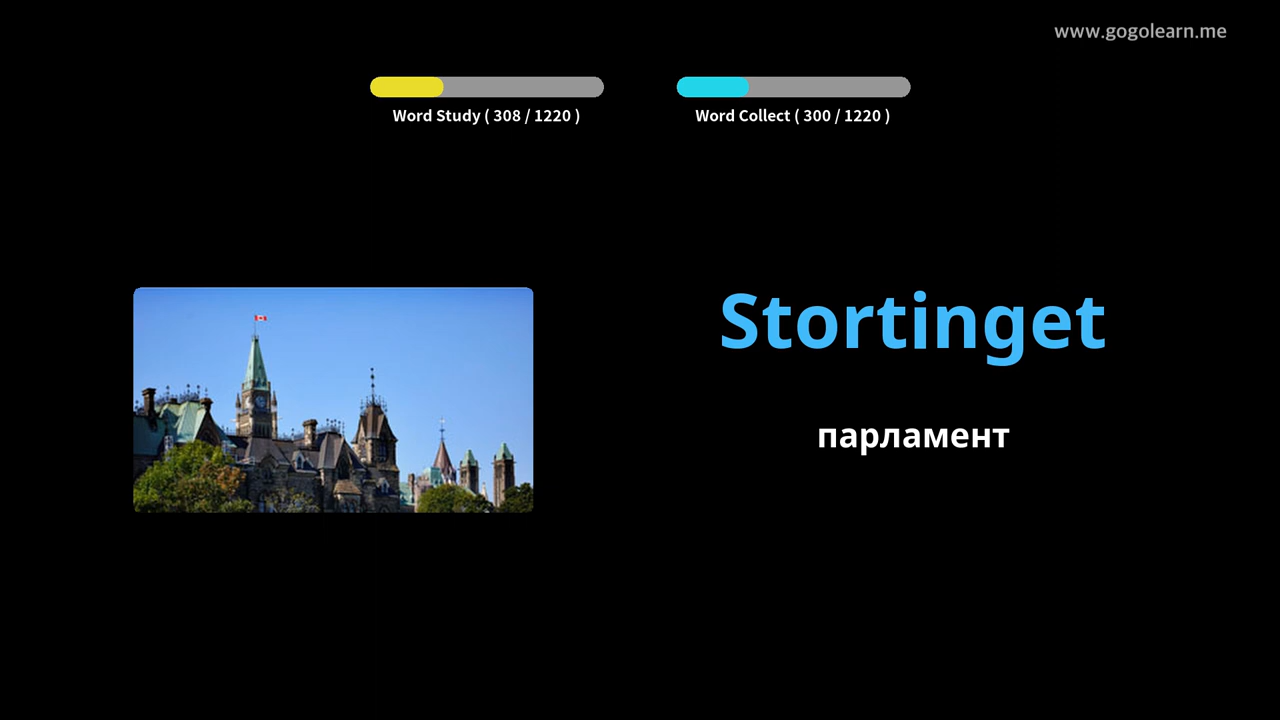 www.gogolearn.me
Word Study ( 308 / 1220 )
Word Collect ( 300 / 1220 )
Stortinget
парламент